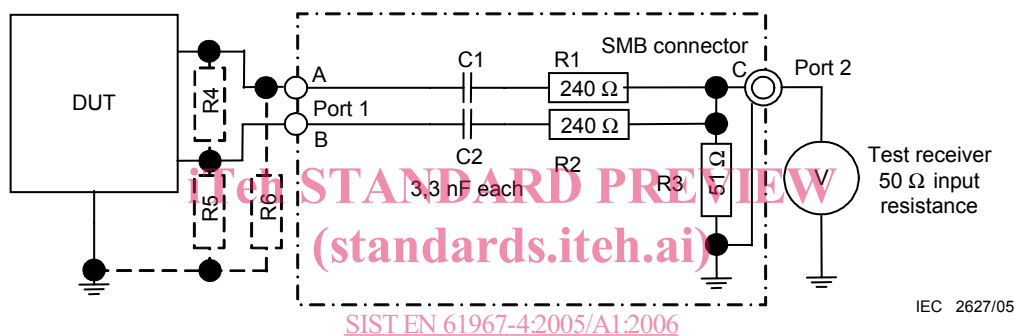 SMB connector
A
C1
R1
C
Port 2
DUT
R4
240 Ω
Port 1
B
240 Ω
C2
R2
Test receiver
50 Ω input
resistance
V
R5
R6
3,3 nF each
R3
51 Ω
iTeh STANDARD PREVIEW
(standards.iteh.ai)
IEC 2627/05
SIST EN 61967-4:2005/A1:2006